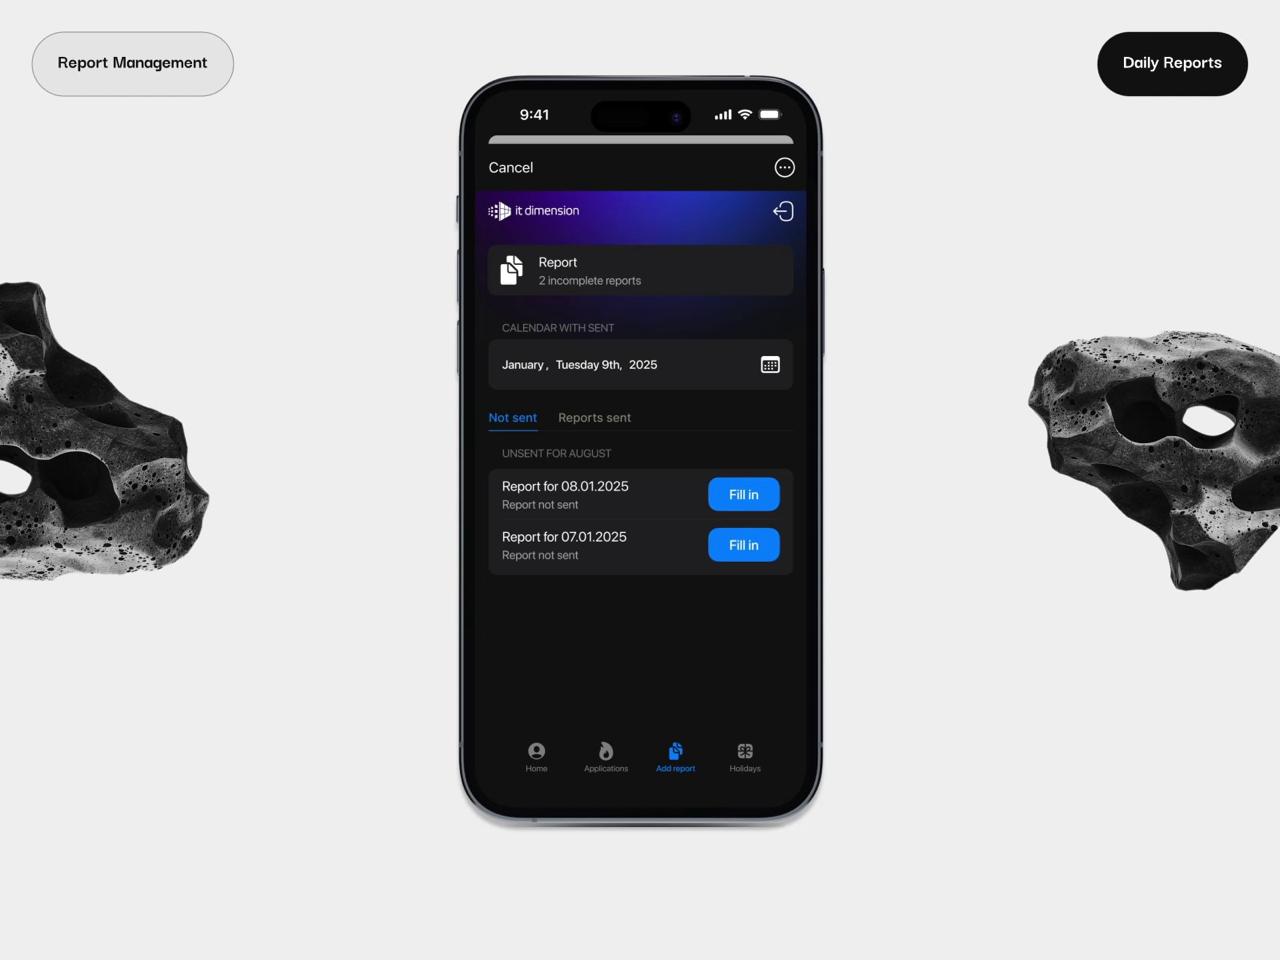 Report Management
Daily Reports
9:41
Cancel
it dimension
Report
2 incomplete reports
CALENDAR WITH SENT
January, Tuesday 9th, 2025
Not sent Reports sent
UNSENT FOR AUGUST
Report for 08.01.2025
Report not sent
Fill in
Report for 07.01.2025
Report not sent
Fill in
Home Applications Add report Holidays